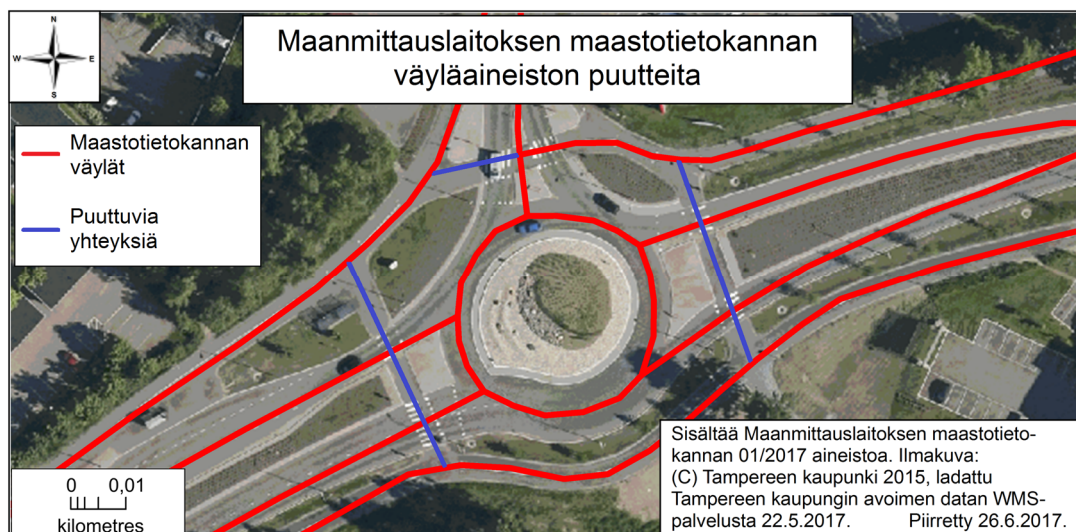 N
W E
S
Maanmittauslaitoksen maastotietokannan
väyläaineiston puutteita
Maastotietokannan
väylät
Puuttuvia
yhteyksiä
0 0,01
kilometres
Sisältää Maanmittauslaitoksen maastotieto-
kannan 01/2017 aineistoa. Ilmakuva:
(C) Tampereen kaupunki 2015, ladattu
Tampereen kaupungin avoimen datan WMS-
palvelusta 22.5.2017. Piirretty 26.6.2017.